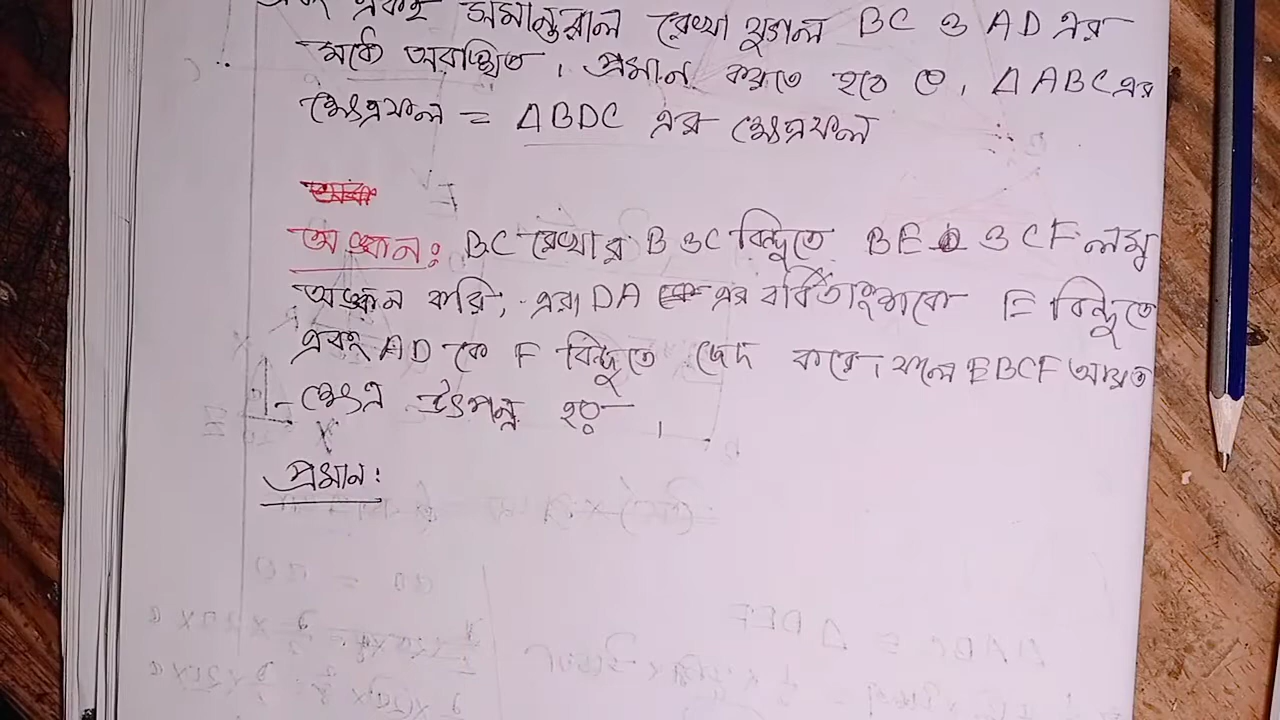 এবং একই সমান্তরাল রেখা যুগল BC ও AD এর
মধ্যে অবস্থিত। প্রমান করতে হবে যে, Δ ABC এর
ক্ষেত্রফল = Δ BDC এর ক্ষেত্রফল
অঙ্কন: BC রেখার B ও C বিন্দুতে BE ও CF লম্ব
অঙ্কন করি, এরা DA এর বর্ধিতাংশকে E বিন্দুতে
এবং AD কে F বিন্দুতে ছেদ করে। ফলে EBCF আয়ত
ক্ষেত্র উৎপন্ন হয়।
প্রমান: